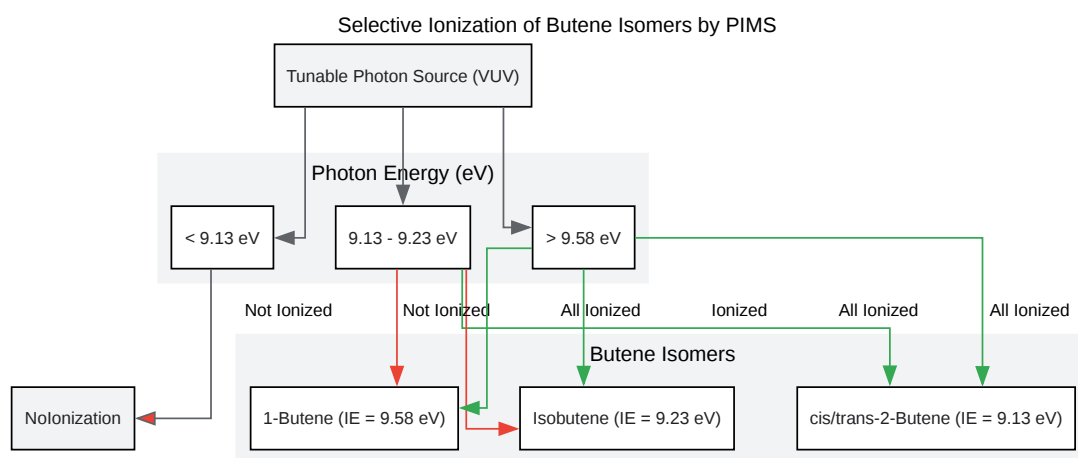 Selective Ionization of Butene Isomers by PIMS
Tunable Photon Source (VUV)
Photon Energy (eV)
< 9.13 eV
9.13 - 9.23 eV
> 9.58 eV
Not Ionized
Not Ionized
All Ionized
Ionized
All Ionized
All Ionized
Butene Isomers
NoIonization
1-Butene (IE = 9.58 eV)
Isobutene (IE = 9.23 eV)
cis/trans-2-Butene (IE = 9.13 eV)